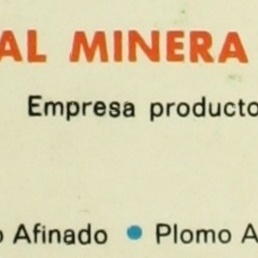 AL MINERA
Empresa producto
o Afinado • Plomo A